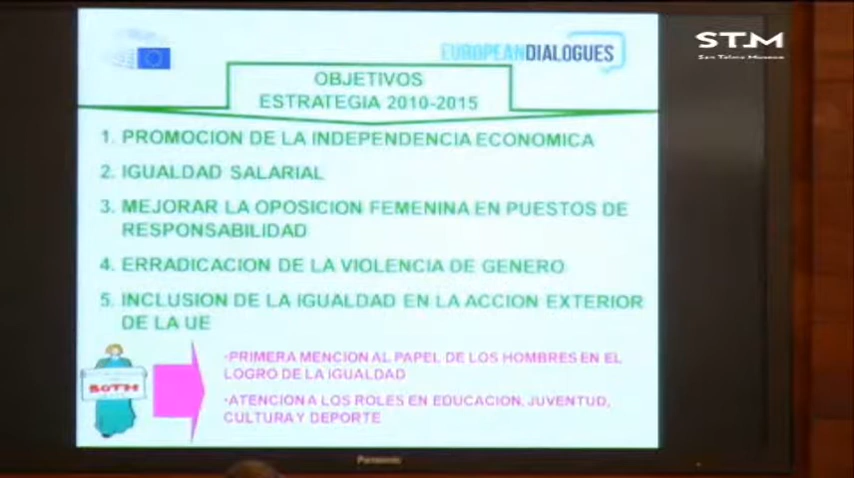 EUROPEANDIALOGUES
STM
San Telmo Museoa
OBJETIVOS
ESTRATEGIA 2010-2015
1. PROMOCION DE LA INDEPENDENCIA ECONOMICA
2. IGUALDAD SALARIAL
3. MEJORAR LA OPOSICION FEMENINA EN PUESTOS DE
RESPONSABILIDAD
4. ERRADICACION DE LA VIOLENCIA DE GENERO
5. INCLUSION DE LA IGUALDAD EN LA ACCION EXTERIOR
DE LA UE
•PRIMERA MENCION AL PAPEL DE LOS HOMBRES EN EL
LOGRO DE LA IGUALDAD
•ATENCION A LOS ROLES EN EDUCACION, JUVENTUD,
CULTURA Y DEPORTE
Panasonic